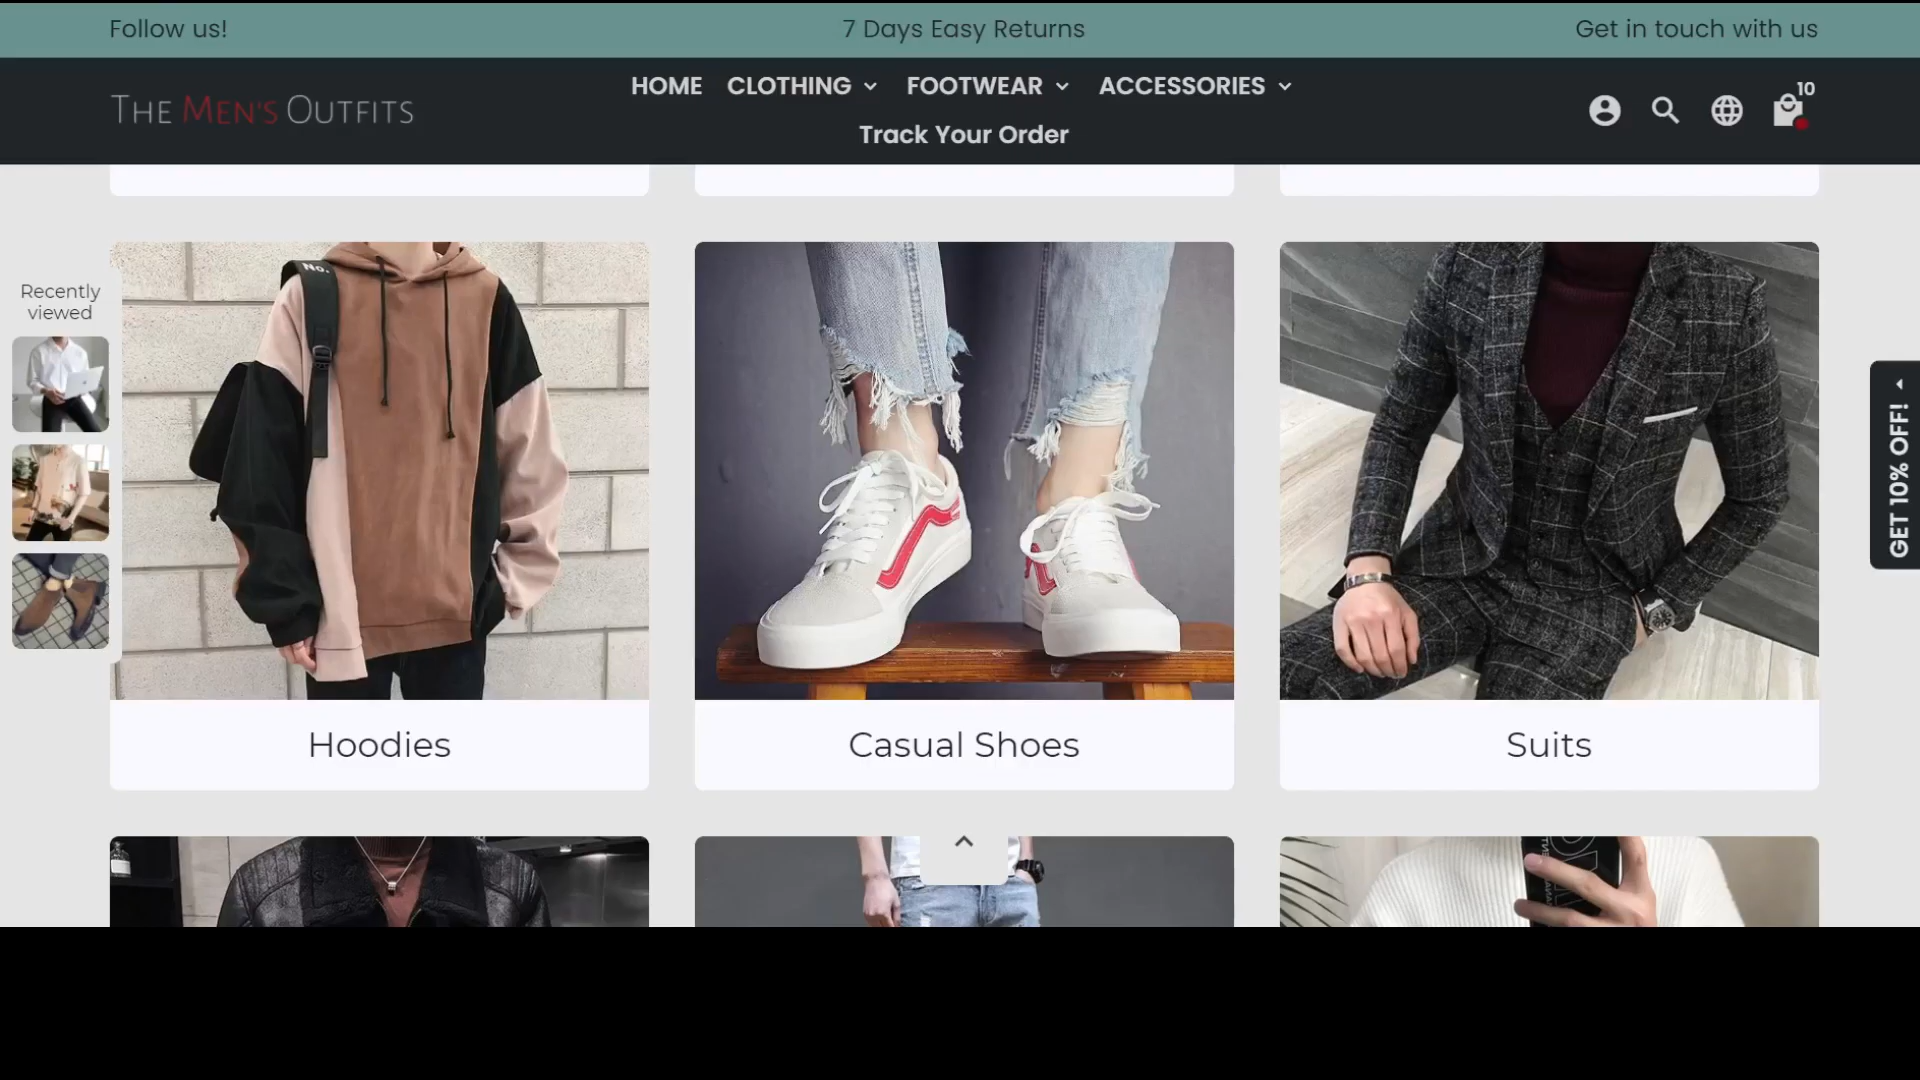 Follow us!
7 Days Easy Returns
Get in touch with us
THE MEN'S OUTFITS
HOME CLOTHING FOOTWEAR ACCESSORIES
Track Your Order
10
Recently
viewed
No.
GET 10% OFF!
Hoodies
Casual Shoes
Suits